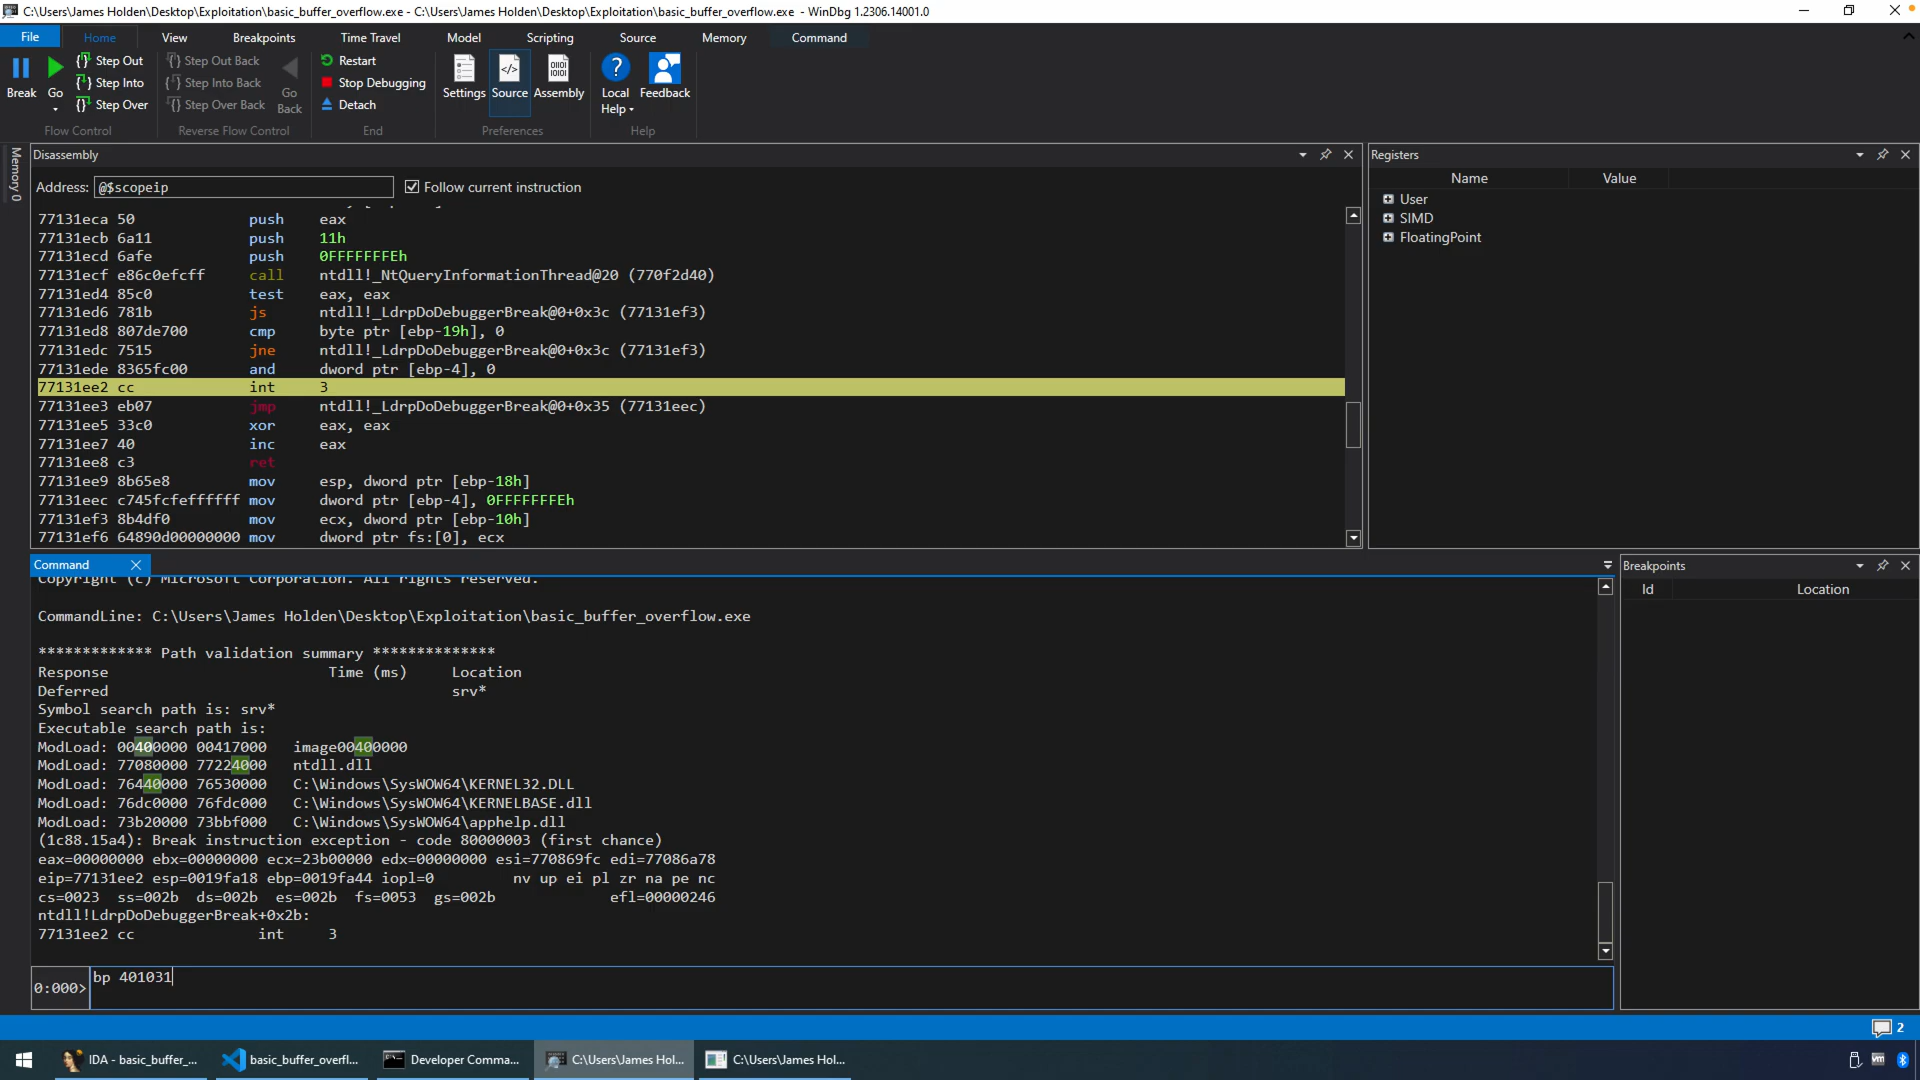 C:\Users\James Holden\Desktop\Exploitation\basic_buffer_overflow.exe - C:\Users\James Holden\Desktop\Exploitation\basic_buffer_overflow.exe - WinDbg 1.2306.14001.0
File Home View Breakpoints Time Travel Model Scripting Source Memory Command
Break
Go
Step Out
Step Into
Step Over
Flow Control
Step Out Back
Step Into Back
Step Over Back
Go Back
Reverse Flow Control
Restart
Stop Debugging
Detach
End
Settings
Source
Assembly
Preferences
Local Help
Feedback
Help
Memory 0
Disassembly
Address: @$scopeip Follow current instruction
77131eca 50 push eax
77131ecb 6a11 push 11h
77131ecd 6afe push 0FFFFFFFEh
77131ecf e86c0efcff call ntdll!_NtQueryInformationThread@20 (770f2d40)
77131ed4 85c0 test eax, eax
77131ed6 781b js ntdll!_LdrpDoDebuggerBreak@0+0x3c (77131ef3)
77131ed8 807de700 cmp byte ptr [ebp-19h], 0
77131edc 7515 jne ntdll!_LdrpDoDebuggerBreak@0+0x3c (77131ef3)
77131ede 8365fc00 and dword ptr [ebp-4], 0
77131ee2 cc int 3
77131ee3 eb07 jmp ntdll!_LdrpDoDebuggerBreak@0+0x35 (77131eec)
77131ee5 33c0 xor eax, eax
77131ee7 40 inc eax
77131ee8 c3 ret
77131ee9 8b65e8 mov esp, dword ptr [ebp-18h]
77131eec c745fcfeffffff mov dword ptr [ebp-4], 0FFFFFFFEh
77131ef3 8b4df0 mov ecx, dword ptr [ebp-10h]
77131ef6 64890d00000000 mov dword ptr fs:[0], ecx
Registers
Name Value
User
SIMD
FloatingPoint
Command
Copyright (c) Microsoft Corporation. All rights reserved.
CommandLine: C:\Users\James Holden\Desktop\Exploitation\basic_buffer_overflow.exe
************* Path validation summary **************
Response Time (ms) Location
Deferred srv*
Symbol search path is: srv*
Executable search path is:
ModLoad: 00400000 00417000 image00400000
ModLoad: 77080000 77224000 ntdll.dll
ModLoad: 76440000 76530000 C:\Windows\SysWOW64\KERNEL32.DLL
ModLoad: 76dc0000 76fdc000 C:\Windows\SysWOW64\KERNELBASE.dll
ModLoad: 73b20000 73bbf000 C:\Windows\SysWOW64\apphelp.dll
(1c88.15a4): Break instruction exception - code 80000003 (first chance)
eax=00000000 ebx=00000000 ecx=23b00000 edx=00000000 esi=770869fc edi=77086a78
eip=77131ee2 esp=0019fa18 ebp=0019fa44 iopl=0 nv up ei pl zr na pe nc
cs=0023 ss=002b ds=002b es=002b fs=0053 gs=002b efl=00000246
ntdll!LdrpDoDebuggerBreak+0x2b:
77131ee2 cc int 3
0:000> bp 401031
Breakpoints
Id Location
2
IDA - basic_buffer_...
basic_buffer_overfl...
Developer Comma...
C:\Users\James Hol...
C:\Users\James Hol...
vm